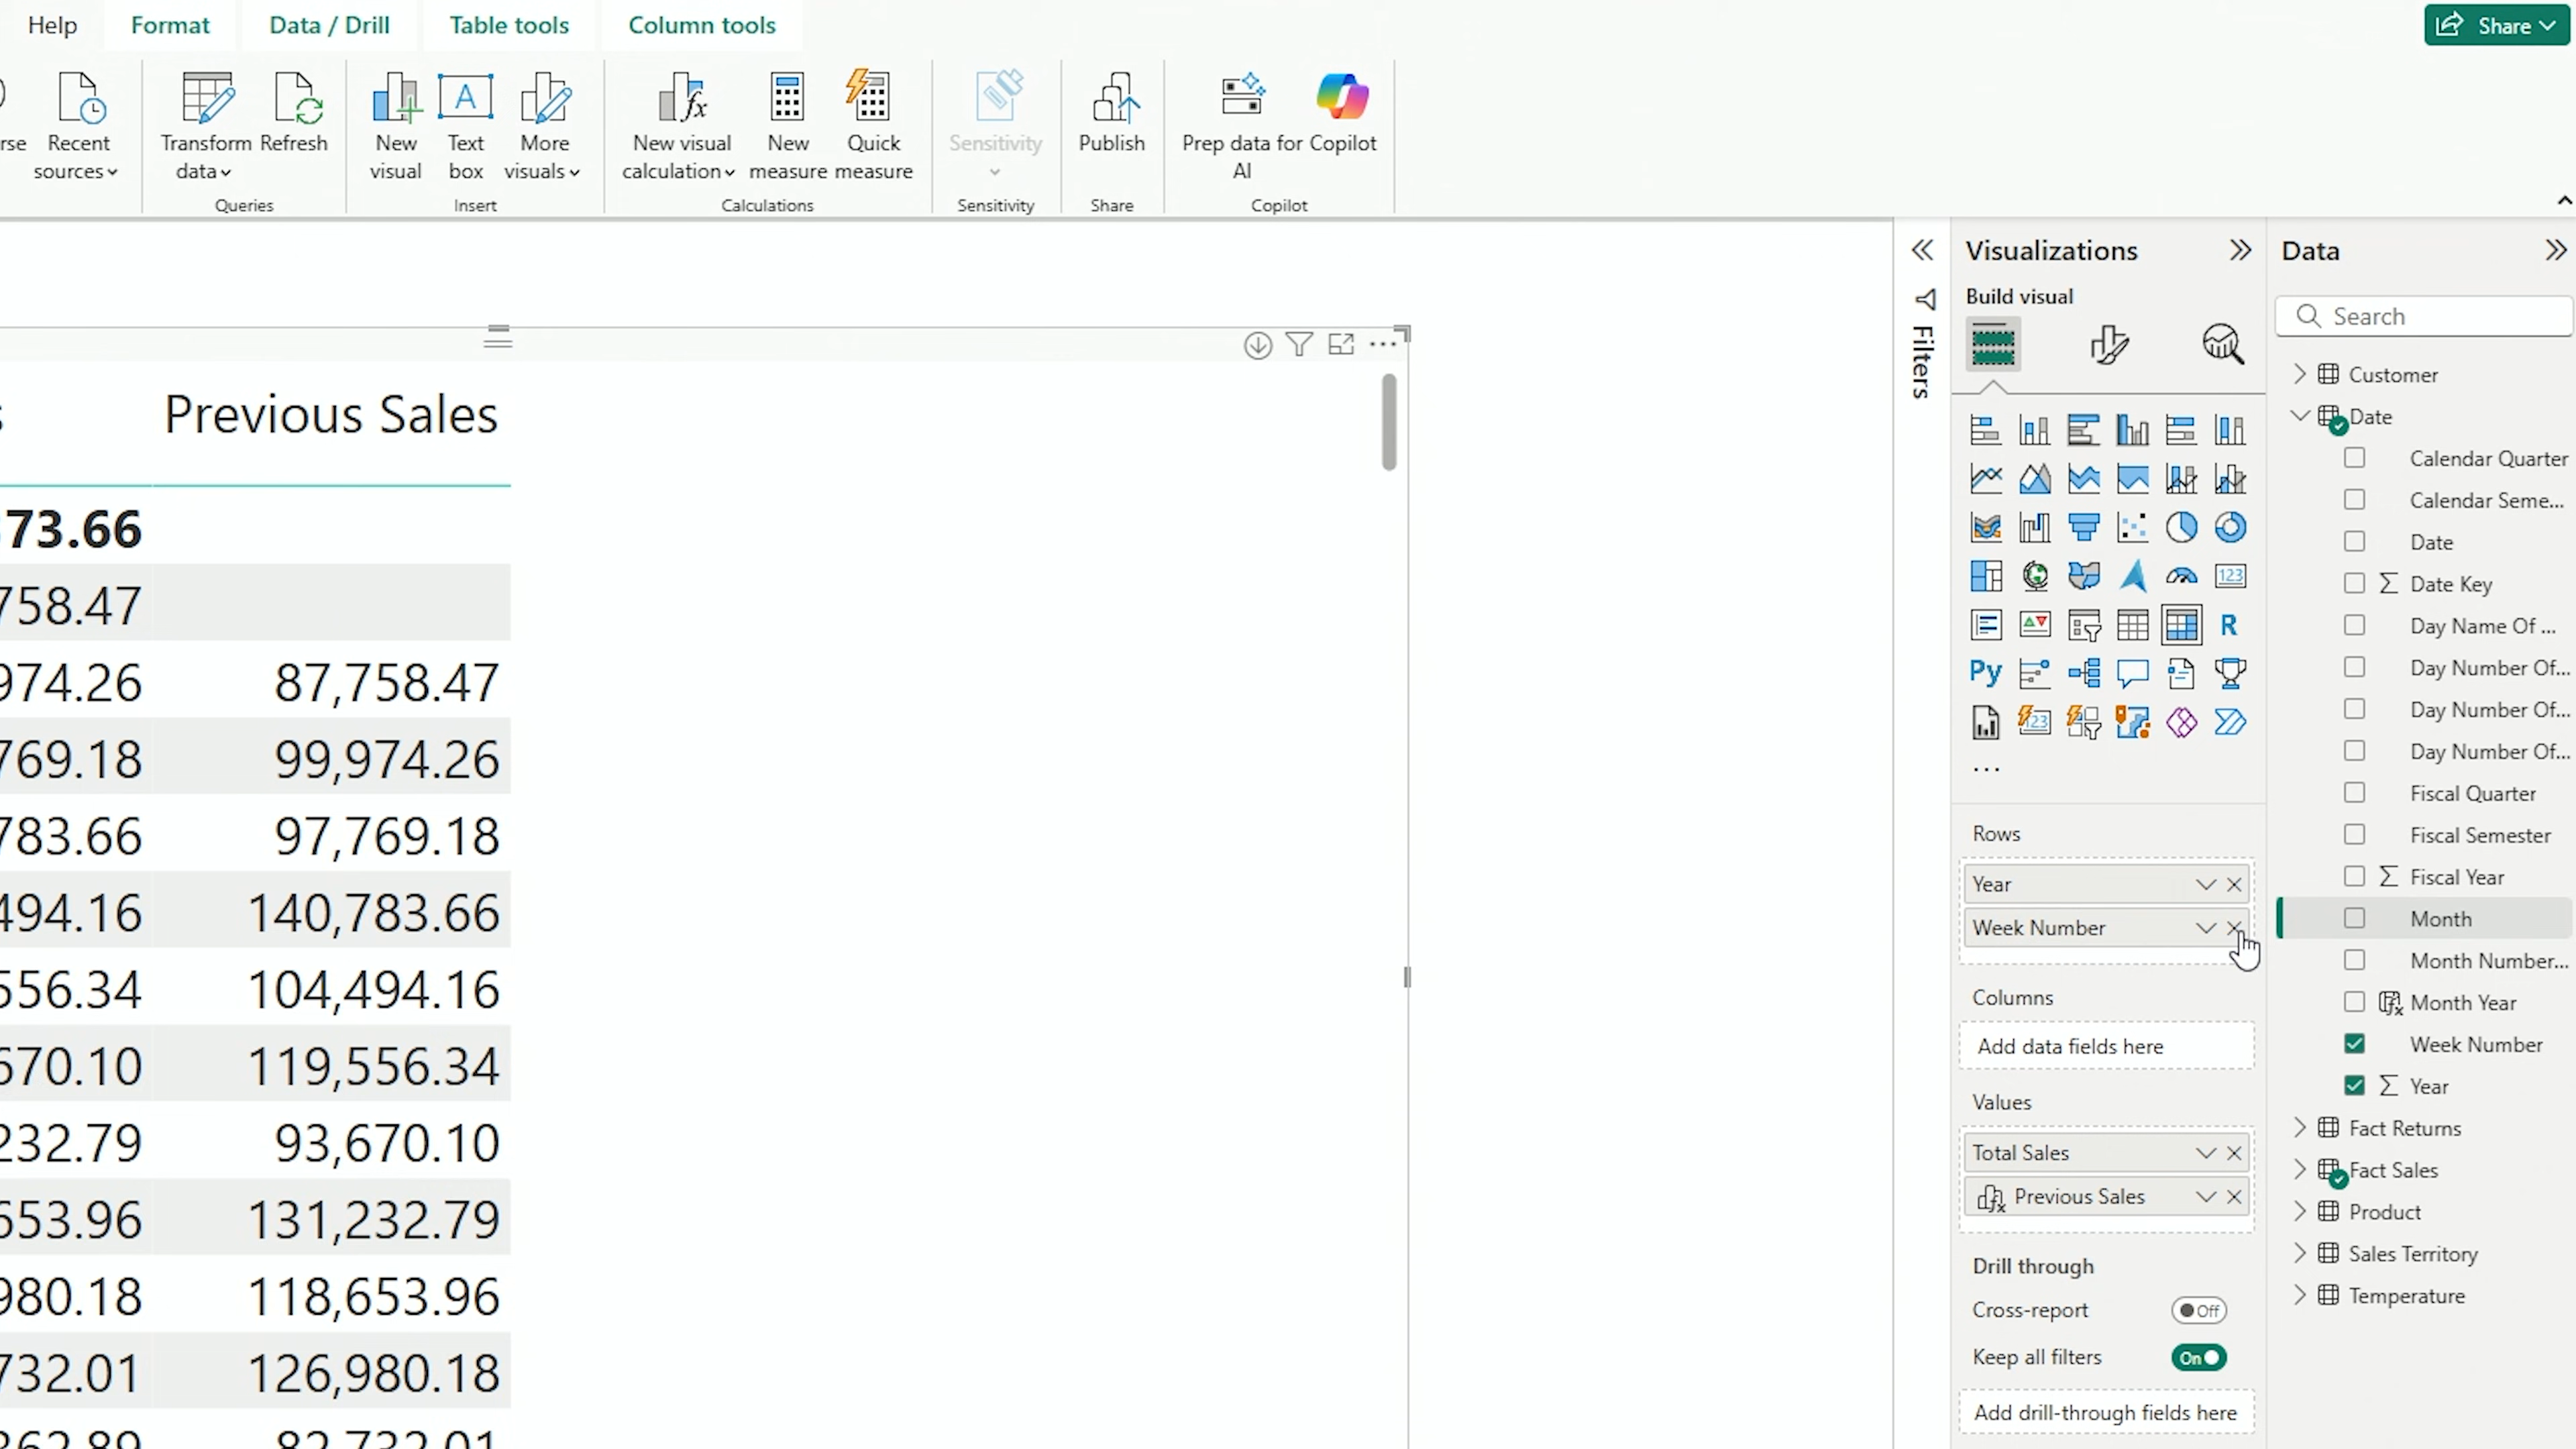 Help Format Data / Drill Table tools Column tools Share
rse Recent sources
Transform data Refresh
Queries
New visual Text box More visuals
Insert
New visual calculation New measure Quick measure
Calculations
Sensitivity
Sensitivity
Publish
Share
Prep data for AI Copilot
Copilot
s Previous Sales
73.66
758.47
974.26 87,758.47
769.18 99,974.26
783.66 97,769.18
494.16 140,783.66
556.34 104,494.16
670.10 119,556.34
232.79 93,670.10
653.96 131,232.79
980.18 118,653.96
732.01 126,980.18
362.89 82,732.01
Filters
Visualizations
Build visual
123
R
Py
123
...
Rows
Year
Week Number
Columns
Add data fields here
Values
Total Sales
Previous Sales
Drill through
Cross-report Off
Keep all filters On
Add drill-through fields here
Data
Search
Customer
Date
Calendar Quarter
Calendar Seme...
Date
Date Key
Day Name Of ...
Day Number Of...
Day Number Of...
Day Number Of...
Fiscal Quarter
Fiscal Semester
Fiscal Year
Month
Month Number...
Month Year
Week Number
Year
Fact Returns
Fact Sales
Product
Sales Territory
Temperature